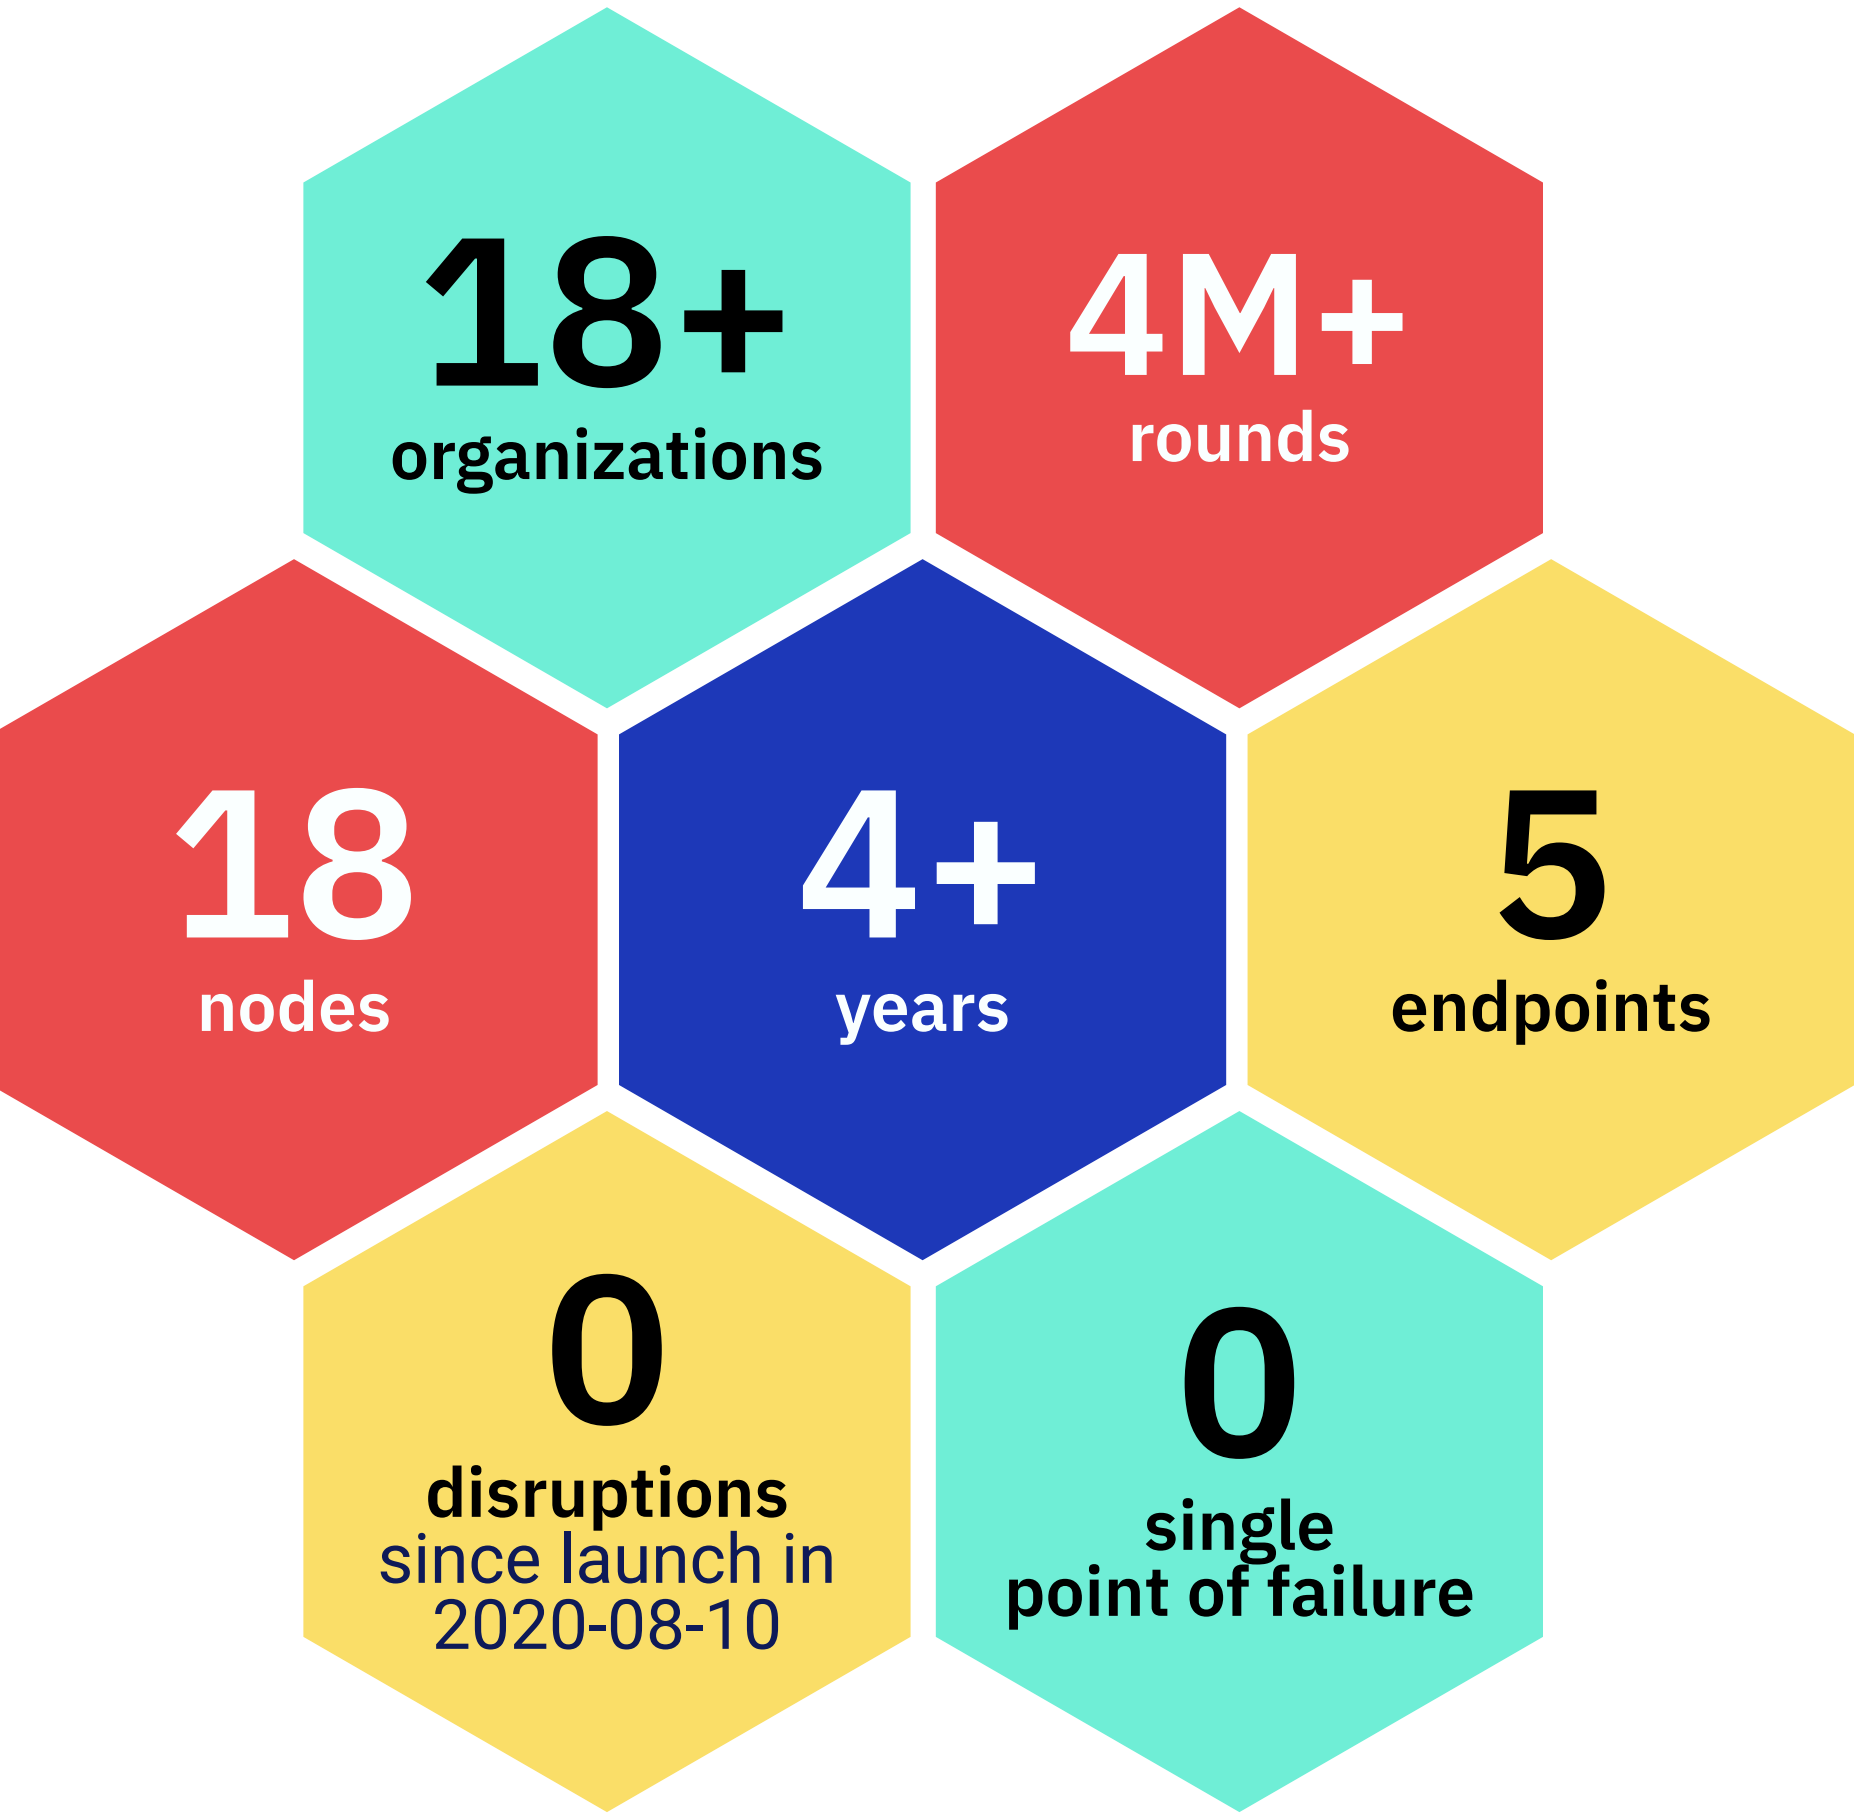 18+
organizations
4M+
rounds
18
nodes
4+
years
5
endpoints
0
disruptions
since launch in
2020-08-10
0
single
point of failure